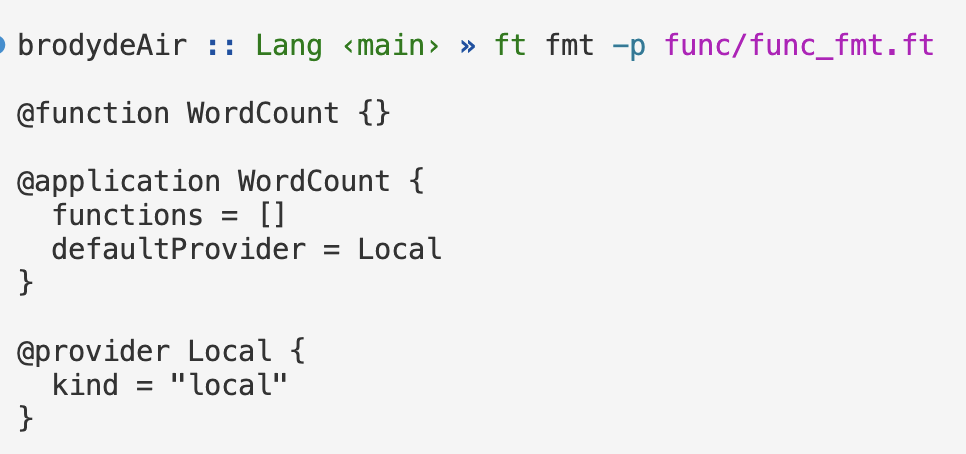 brodydeAir :: Lang ‹main› » ft fmt -p func/func_fmt.ft
@function WordCount {}
@application WordCount {
  functions = []
  defaultProvider = Local
}
@provider Local {
  kind = "local"
}